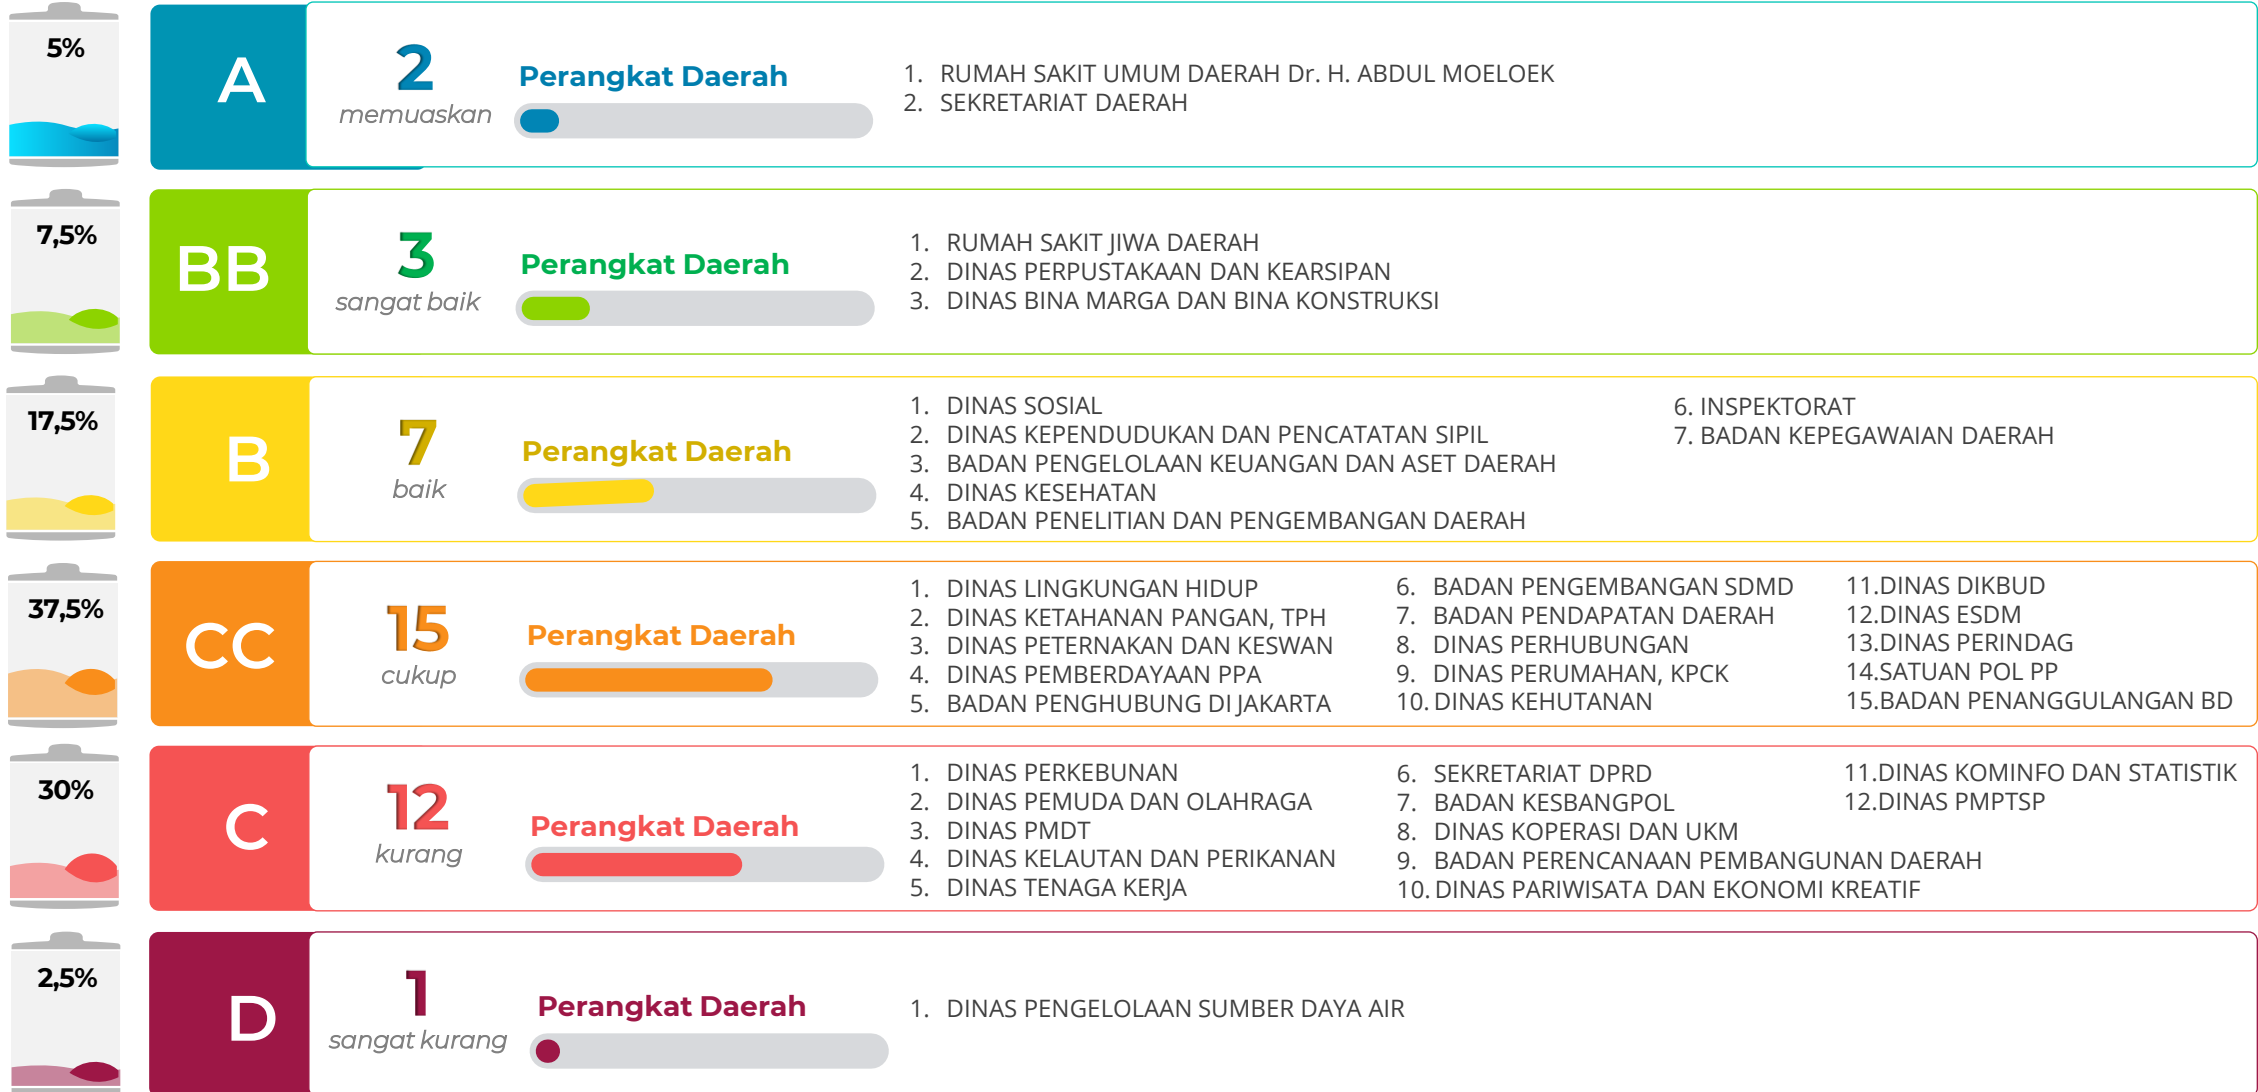 5%
A
2
memuaskan
Perangkat Daerah
1. RUMAH SAKIT UMUM DAERAH Dr. H. ABDUL MOELOEK
2. SEKRETARIAT DAERAH
7,5%
BB
3
sangat baik
Perangkat Daerah
1. RUMAH SAKIT JIWA DAERAH
2. DINAS PERPUSTAKAAN DAN KEARSIPAN
3. DINAS BINA MARGA DAN BINA KONSTRUKSI
17,5%
B
7
baik
Perangkat Daerah
1. DINAS SOSIAL
2. DINAS KEPENDUDUKAN DAN PENCATATAN SIPIL
3. BADAN PENGELOLAAN KEUANGAN DAN ASET DAERAH
4. DINAS KESEHATAN
5. BADAN PENELITIAN DAN PENGEMBANGAN DAERAH
6. INSPEKTORAT
7. BADAN KEPEGAWAIAN DAERAH
37,5%
CC
15
cukup
Perangkat Daerah
1. DINAS LINGKUNGAN HIDUP
2. DINAS KETAHANAN PANGAN, TPH
3. DINAS PETERNAKAN DAN KESWAN
4. DINAS PEMBERDAYAAN PPA
5. BADAN PENGHUBUNG DI JAKARTA
6. BADAN PENGEMBANGAN SDMD
7. BADAN PENDAPATAN DAERAH
8. DINAS PERHUBUNGAN
9. DINAS PERUMAHAN, KPCK
10. DINAS KEHUTANAN
11.DINAS DIKBUD
12.DINAS ESDM
13.DINAS PERINDAG
14.SATUAN POL PP
15.BADAN PENANGGULANGAN BD
30%
C
12
kurang
Perangkat Daerah
1. DINAS PERKEBUNAN
2. DINAS PEMUDA DAN OLAHRAGA
3. DINAS PMDT
4. DINAS KELAUTAN DAN PERIKANAN
5. DINAS TENAGA KERJA
6. SEKRETARIAT DPRD
7. BADAN KESBANGPOL
8. DINAS KOPERASI DAN UKM
9. BADAN PERENCANAAN PEMBANGUNAN DAERAH
10. DINAS PARIWISATA DAN EKONOMI KREATIF
11.DINAS KOMINFO DAN STATISTIK
12.DINAS PMPTSP
2,5%
D
1
sangat kurang
Perangkat Daerah
1. DINAS PENGELOLAAN SUMBER DAYA AIR